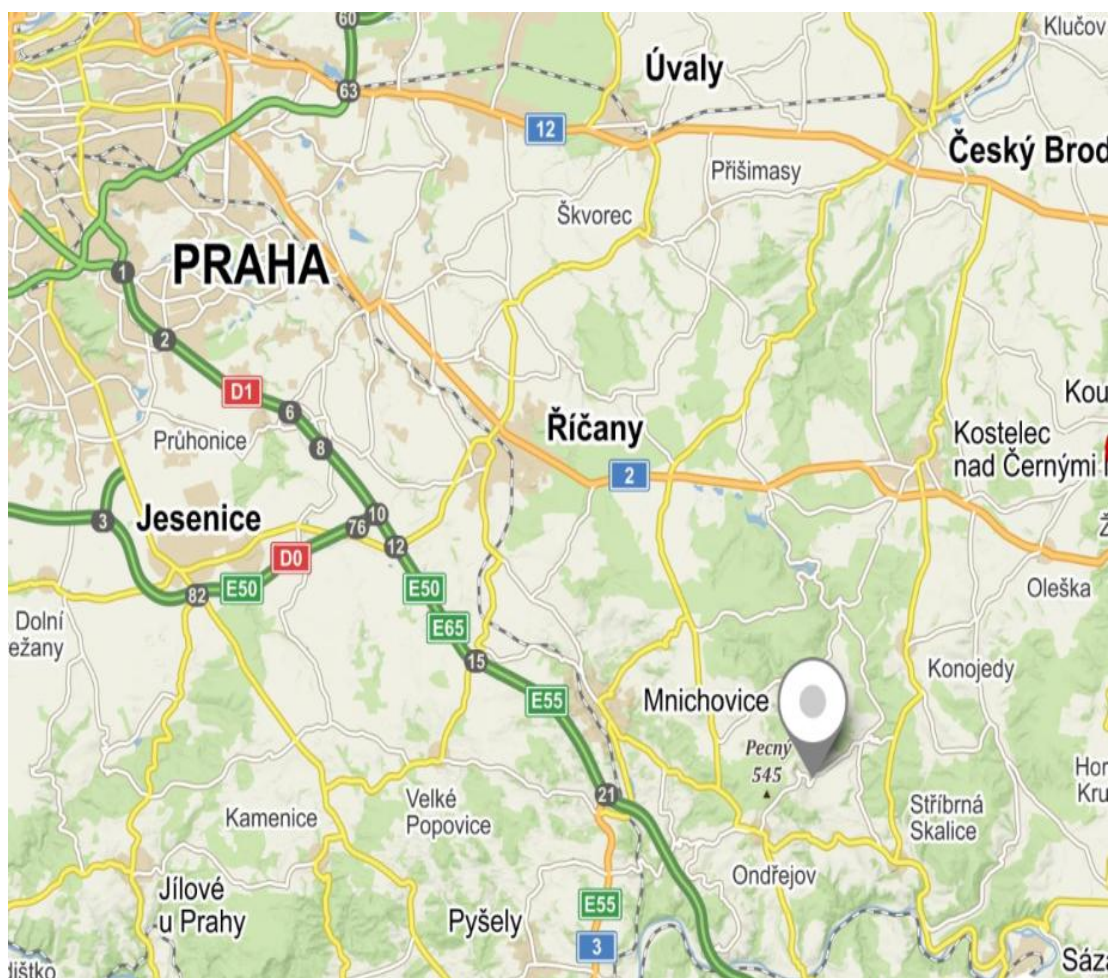 60
Klučov
Úvaly
63
12
Český Brod
Přišimasy
Škvorec
PRAHA
1
2
D1
6
Říčany
Kou
Průhonice
8
Kostelec
nad Černými
2
3
Jesenice
10
76
12
D0
E50
82
E50
Oleška
Dolní
ežany
E65
15
Konojedy
E55
Mnichovice
Pecný
545
21
Hor
Kru
Velké
Popovice
Kamenice
Stříbrná
Skalice
Ondřejov
Jílové
u Prahy
E55
Pyšely
3
Sáza
dištko